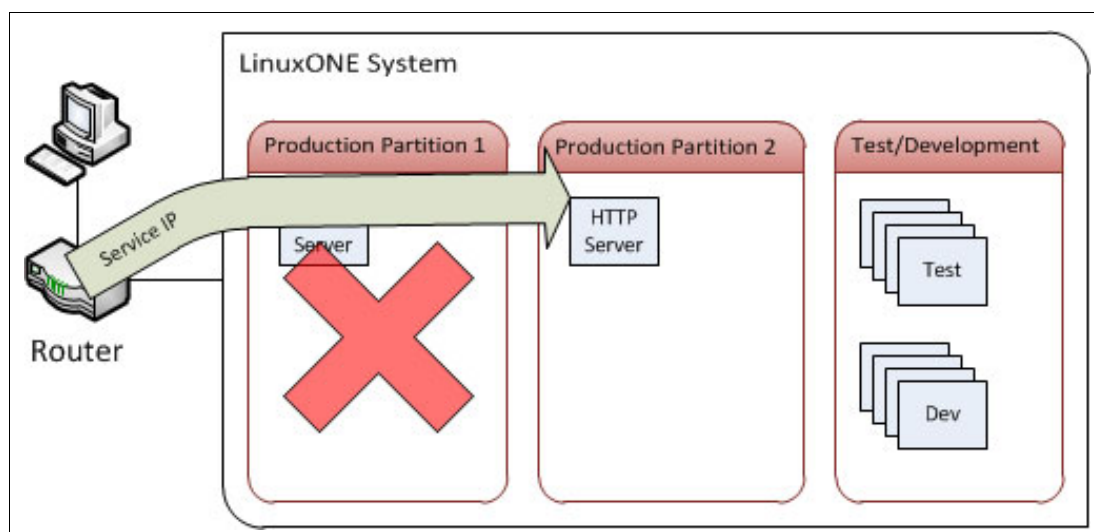 LinuxONE System
Production Partition 1
Production Partition 2
Test/Development
Service IP
Server
HTTP
Server
Test
Dev
Router